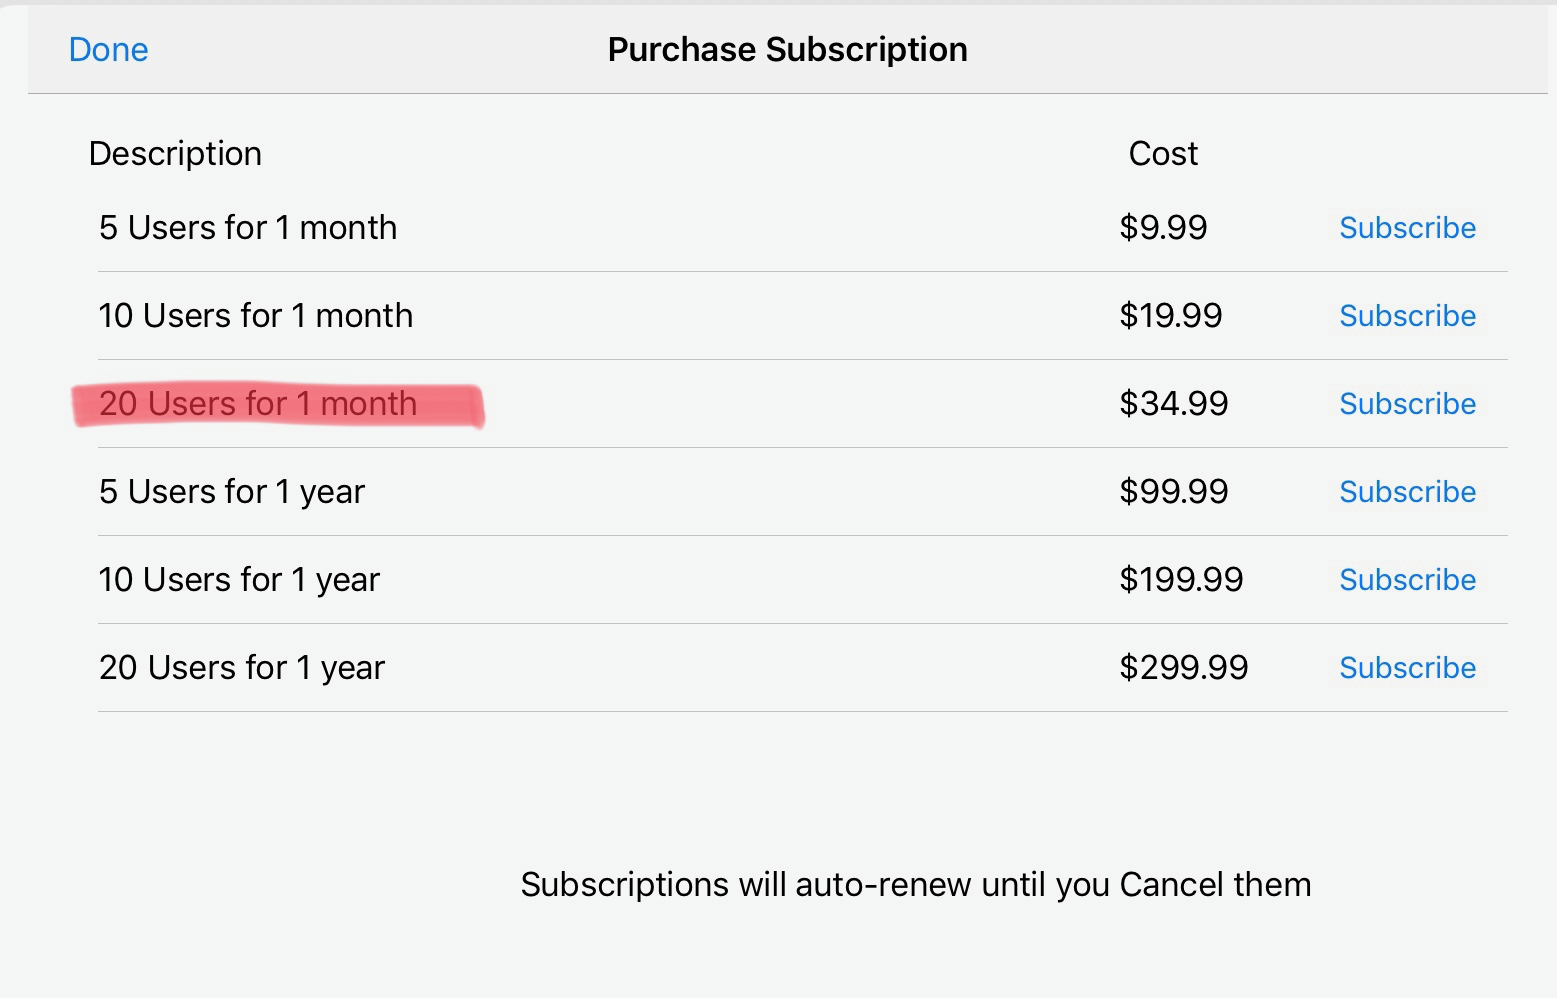 Done Purchase Subscription
Description Cost
5 Users for 1 month $9.99 Subscribe
10 Users for 1 month $19.99 Subscribe
20 Users for 1 month $34.99 Subscribe
5 Users for 1 year $99.99 Subscribe
10 Users for 1 year $199.99 Subscribe
20 Users for 1 year $299.99 Subscribe
Subscriptions will auto-renew until you Cancel them